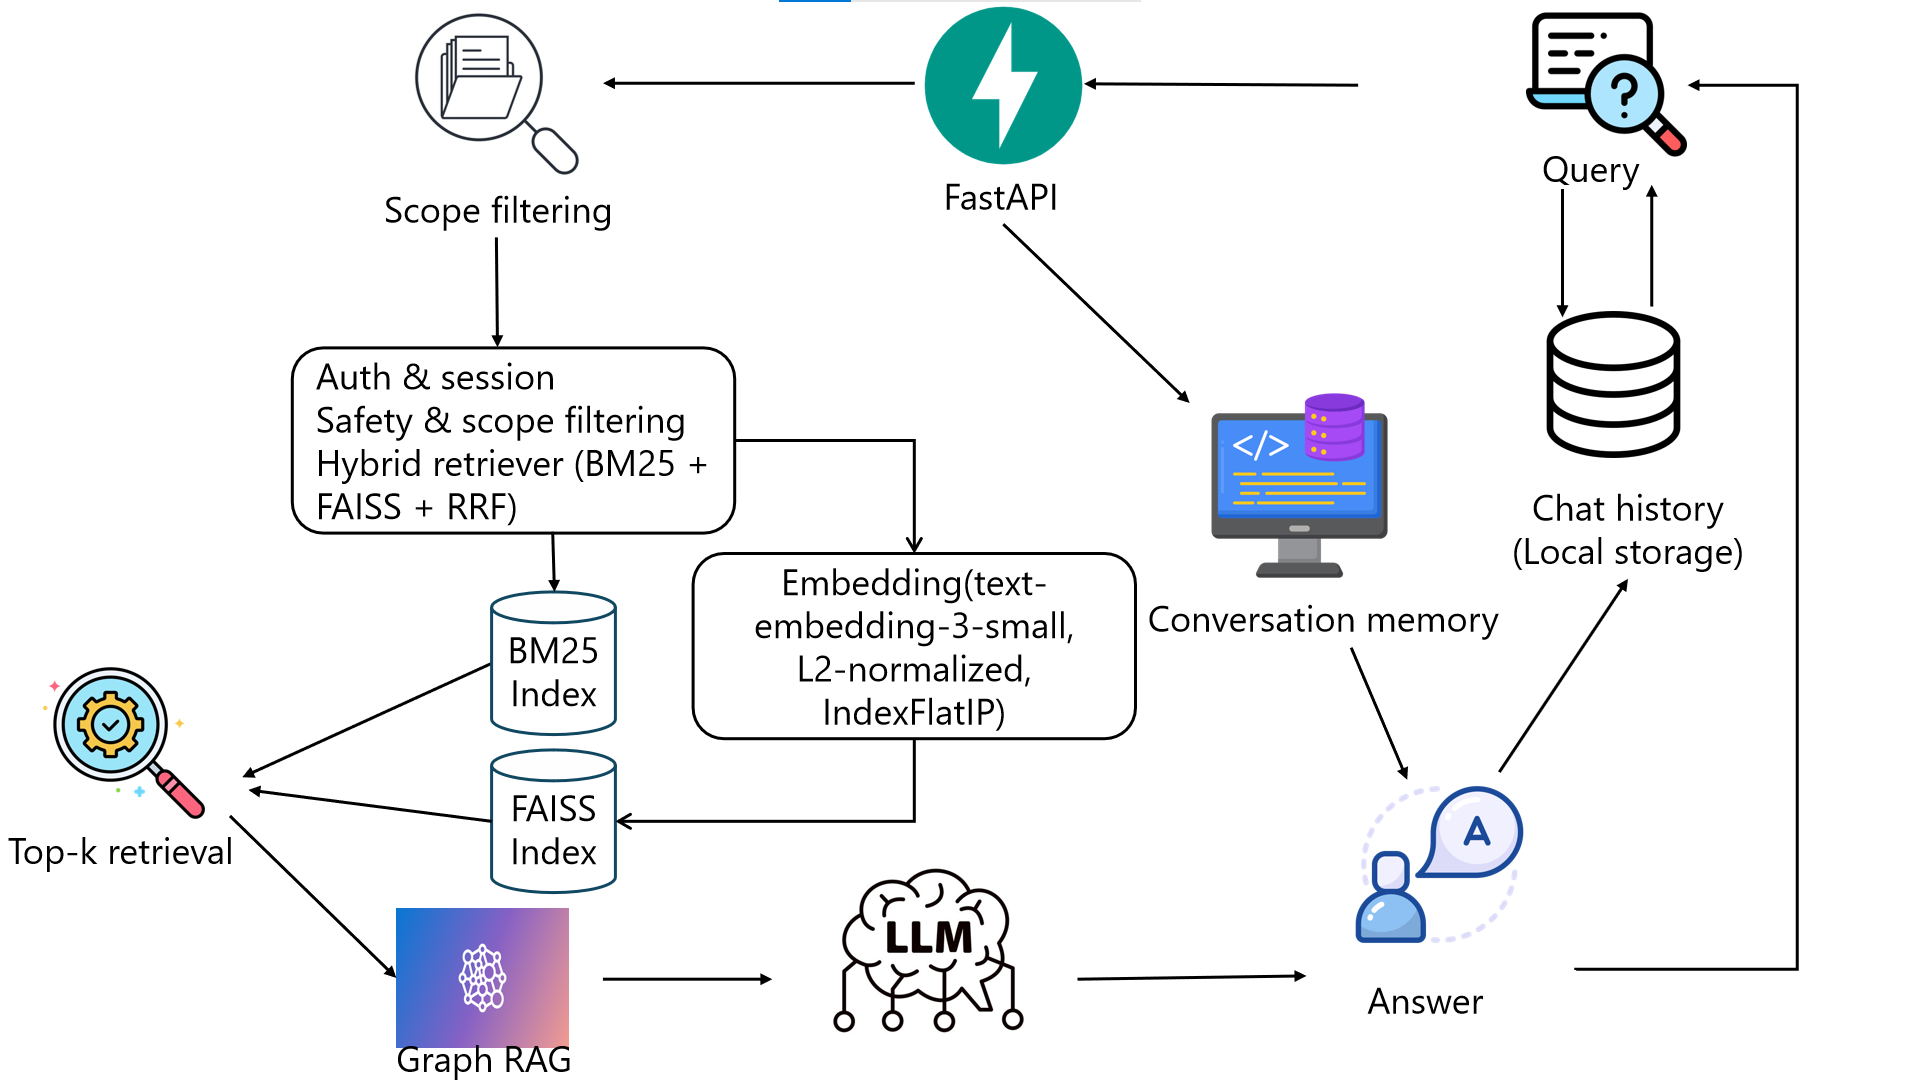 Scope filtering
FastAPI
?
Query
Auth & session
Safety & scope filtering
Hybrid retriever (BM25 +
FAISS + RRF)
</>
Chat history
(Local storage)
Embedding(text-
embedding-3-small,
L2-normalized,
IndexFlatIP)
Conversation memory
BM25
Index
FAISS
Index
Top-k retrieval
A
LLM
Answer
Graph RAG